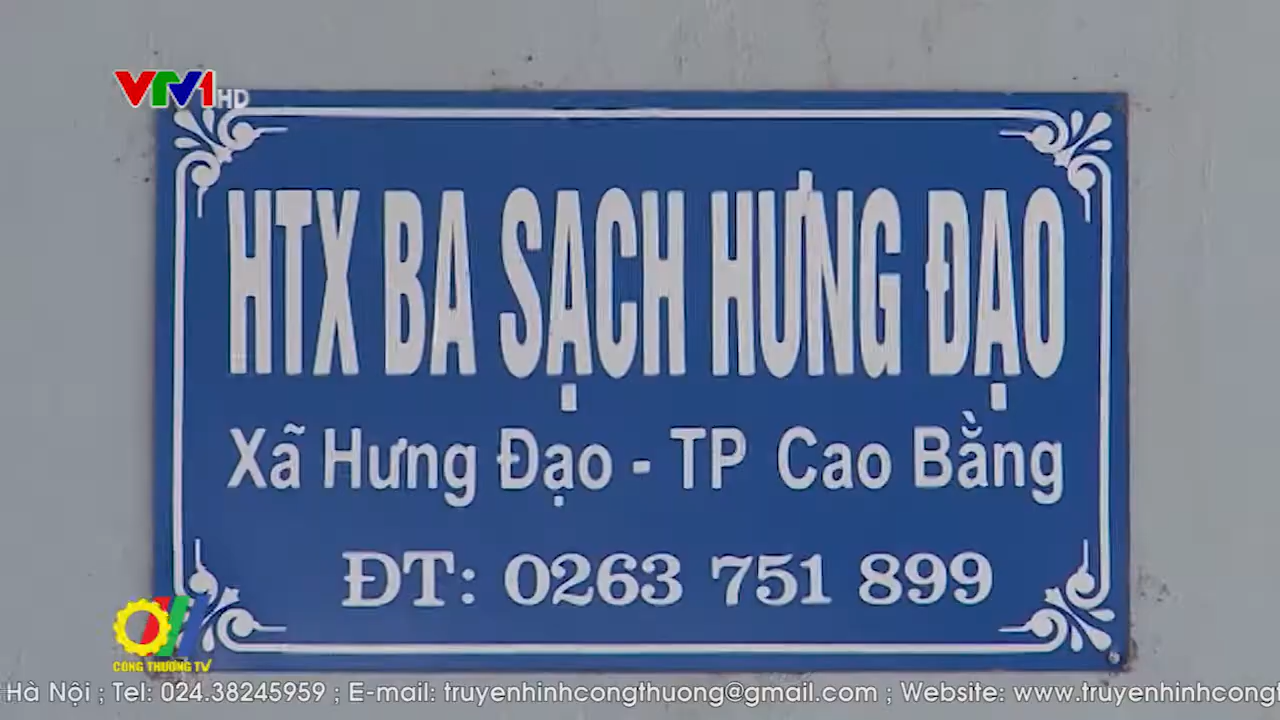 VTV1 HD
HTX BA SẠCH HƯNG ĐẠO
Xã Hưng Đạo - TP Cao Bằng
ĐT: 0263 751 899
CÔNG THƯƠNG TV
Hà Nội ; Tel: 024.38245959 ; E-mail: truyenhinhcongthuong@gmail.com ; Website: www.truyenhinhcongt